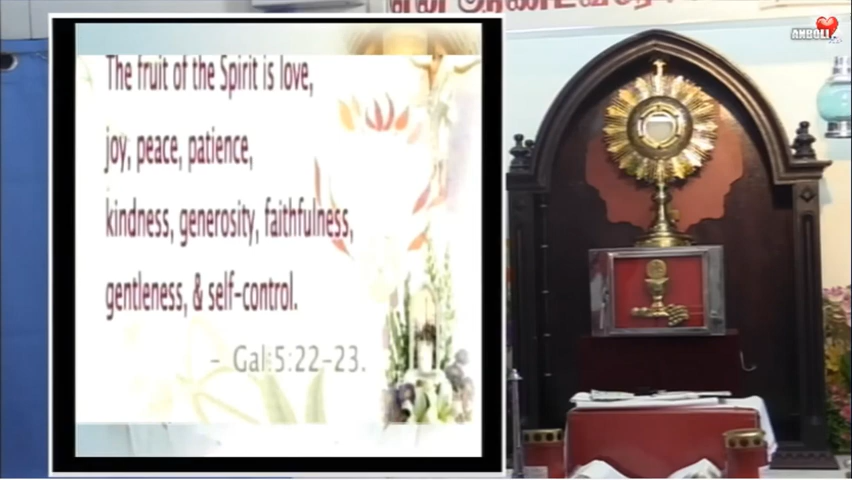 ANBOLI
The fruit of the Spirit is love,
joy, peace, patience,
kindness, generosity, faithfulness,
gentleness, & self-control.
– Gal:5:22-23.